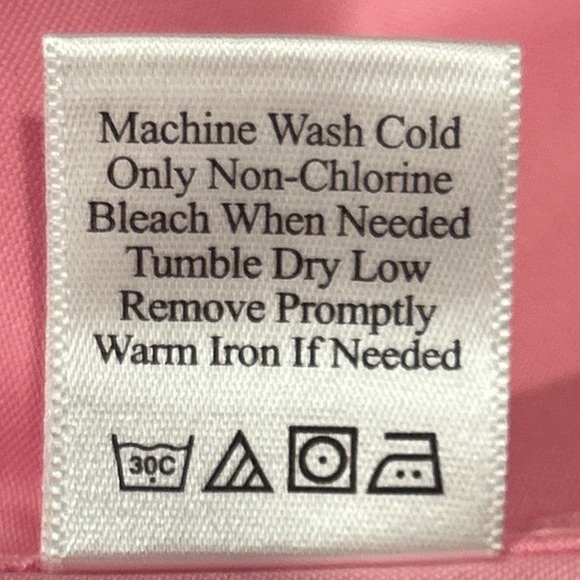 Machine Wash Cold
Only Non-Chlorine
Bleach When Needed
Tumble Dry Low
Remove Promptly
Warm Iron If Needed
30C